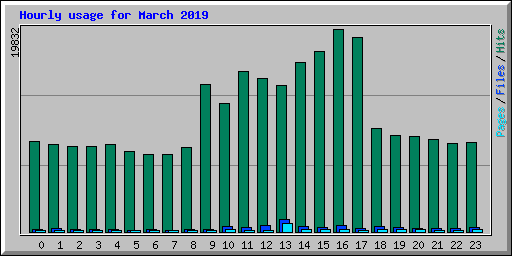 Hourly usage for March 2019
19832
Pages/Files/Hits
0 1 2 3 4 5 6 7 8 9 10 11 12 13 14 15 16 17 18 19 20 21 22 23